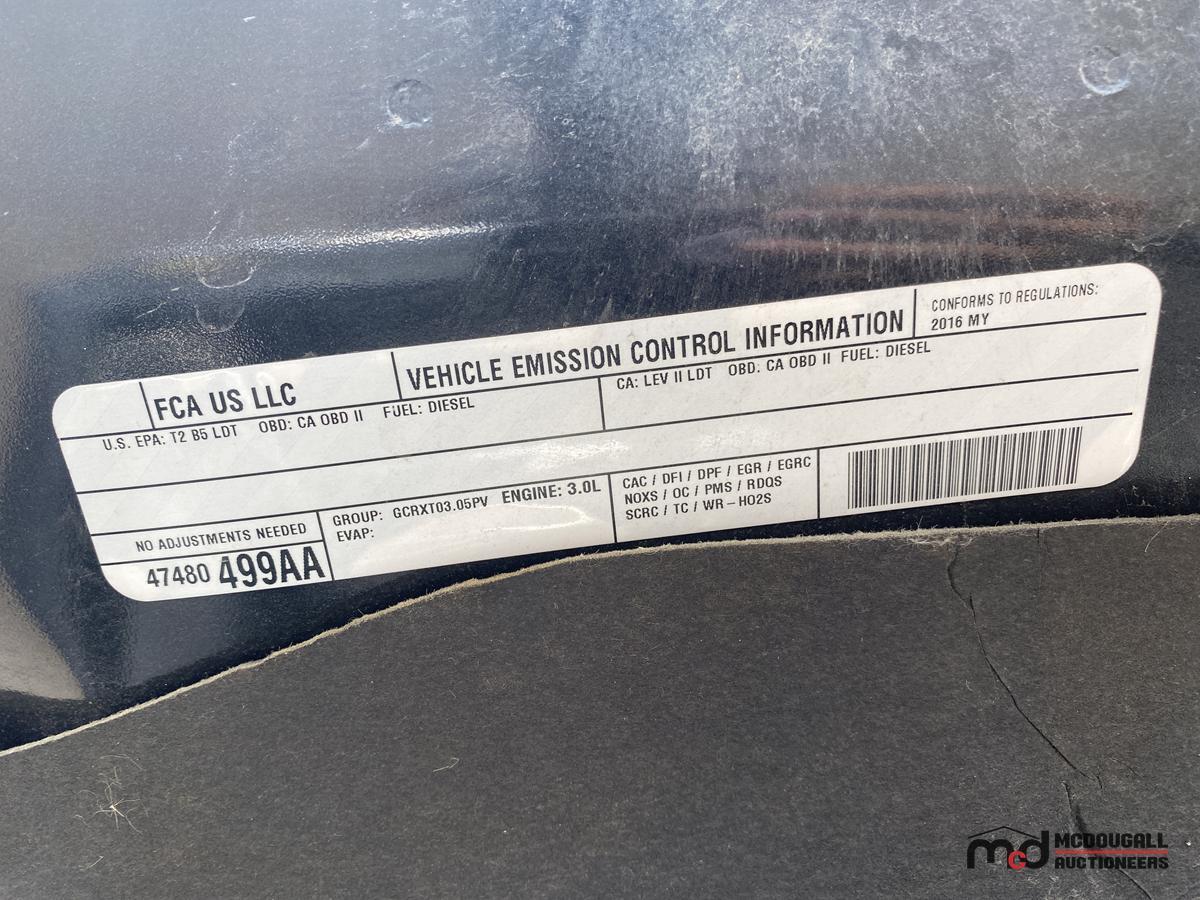 FCA US LLC
VEHICLE EMISSION CONTROL INFORMATION
CONFORMS TO REGULATIONS:
2016 MY
U.S. EPA: T2 B5 LDT OBD: CA OBD II FUEL: DIESEL
CA: LEV II LDT OBD: CA OBD II FUEL: DIESEL
NO ADJUSTMENTS NEEDED
47480 499AA
GROUP: GCRXT03.05PV ENGINE: 3.0L
EVAP:
CAC / DFI / DPF / EGR / EGRC
NOXS / OC / PMS / RDQS
SCRC / TC / WR-HO2S
mcd MCDOUGALL
AUCTIONEERS